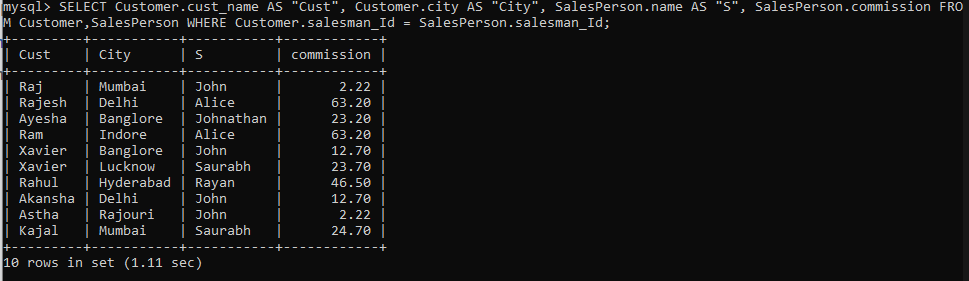 mysql> SELECT Customer.cust_name AS "Cust", Customer.city AS "City", SalesPerson.name AS "S", SalesPerson.commission FRO
M Customer,SalesPerson WHERE Customer.salesman_Id = SalesPerson.salesman_Id;
+----------+-----------+-----------+------------+
| Cust     | City      | S         | commission |
+----------+-----------+-----------+------------+
| Raj      | Mumbai    | John      |       2.22 |
| Rajesh   | Delhi     | Alice     |      63.20 |
| Ayesha   | Banglore  | Johnathan |      23.20 |
| Ram      | Indore    | Alice     |      63.20 |
| Xavier   | Banglore  | John      |      12.70 |
| Xavier   | Lucknow   | Saurabh   |      23.70 |
| Rahul    | Hyderabad | Rayan     |      46.50 |
| Akansha  | Delhi     | John      |      12.70 |
| Astha    | Rajouri   | John      |       2.22 |
| Kajal    | Mumbai    | Saurabh   |      24.70 |
+----------+-----------+-----------+------------+
10 rows in set (1.11 sec)